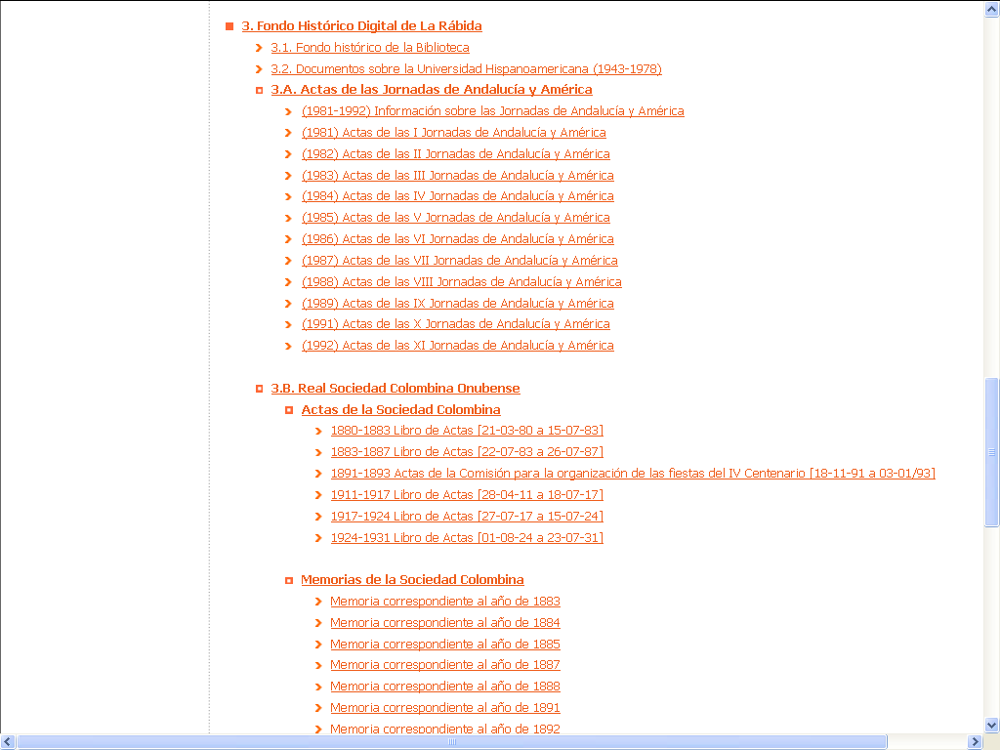 3. Fondo Histórico Digital de La Rábida
3.1. Fondo histórico de la Biblioteca
3.2. Documentos sobre la Universidad Hispanoamericana (1943-1978)
3.A. Actas de las Jornadas de Andalucía y América
(1981-1992) Información sobre las Jornadas de Andalucía y América
(1981) Actas de las I Jornadas de Andalucía y América
(1982) Actas de las II Jornadas de Andalucía y América
(1983) Actas de las III Jornadas de Andalucía y América
(1984) Actas de las IV Jornadas de Andalucía y América
(1985) Actas de las V Jornadas de Andalucía y América
(1986) Actas de las VI Jornadas de Andalucía y América
(1987) Actas de las VII Jornadas de Andalucía y América
(1988) Actas de las VIII Jornadas de Andalucía y América
(1989) Actas de las IX Jornadas de Andalucía y América
(1991) Actas de las X Jornadas de Andalucía y América
(1992) Actas de las XI Jornadas de Andalucía y América
3.B. Real Sociedad Colombina Onubense
Actas de la Sociedad Colombina
1880-1883 Libro de Actas [21-03-80 a 15-07-83]
1883-1887 Libro de Actas [22-07-83 a 26-07-87]
1891-1893 Actas de la Comisión para la organización de las fiestas del IV Centenario [18-11-91 a 03-01/93]
1911-1917 Libro de Actas [28-04-11 a 18-07-17]
1917-1924 Libro de Actas [27-07-17 a 15-07-24]
1924-1931 Libro de Actas [01-08-24 a 23-07-31]
Memorias de la Sociedad Colombina
Memoria correspondiente al año de 1883
Memoria correspondiente al año de 1884
Memoria correspondiente al año de 1885
Memoria correspondiente al año de 1887
Memoria correspondiente al año de 1888
Memoria correspondiente al año de 1891
Memoria correspondiente al año de 1892